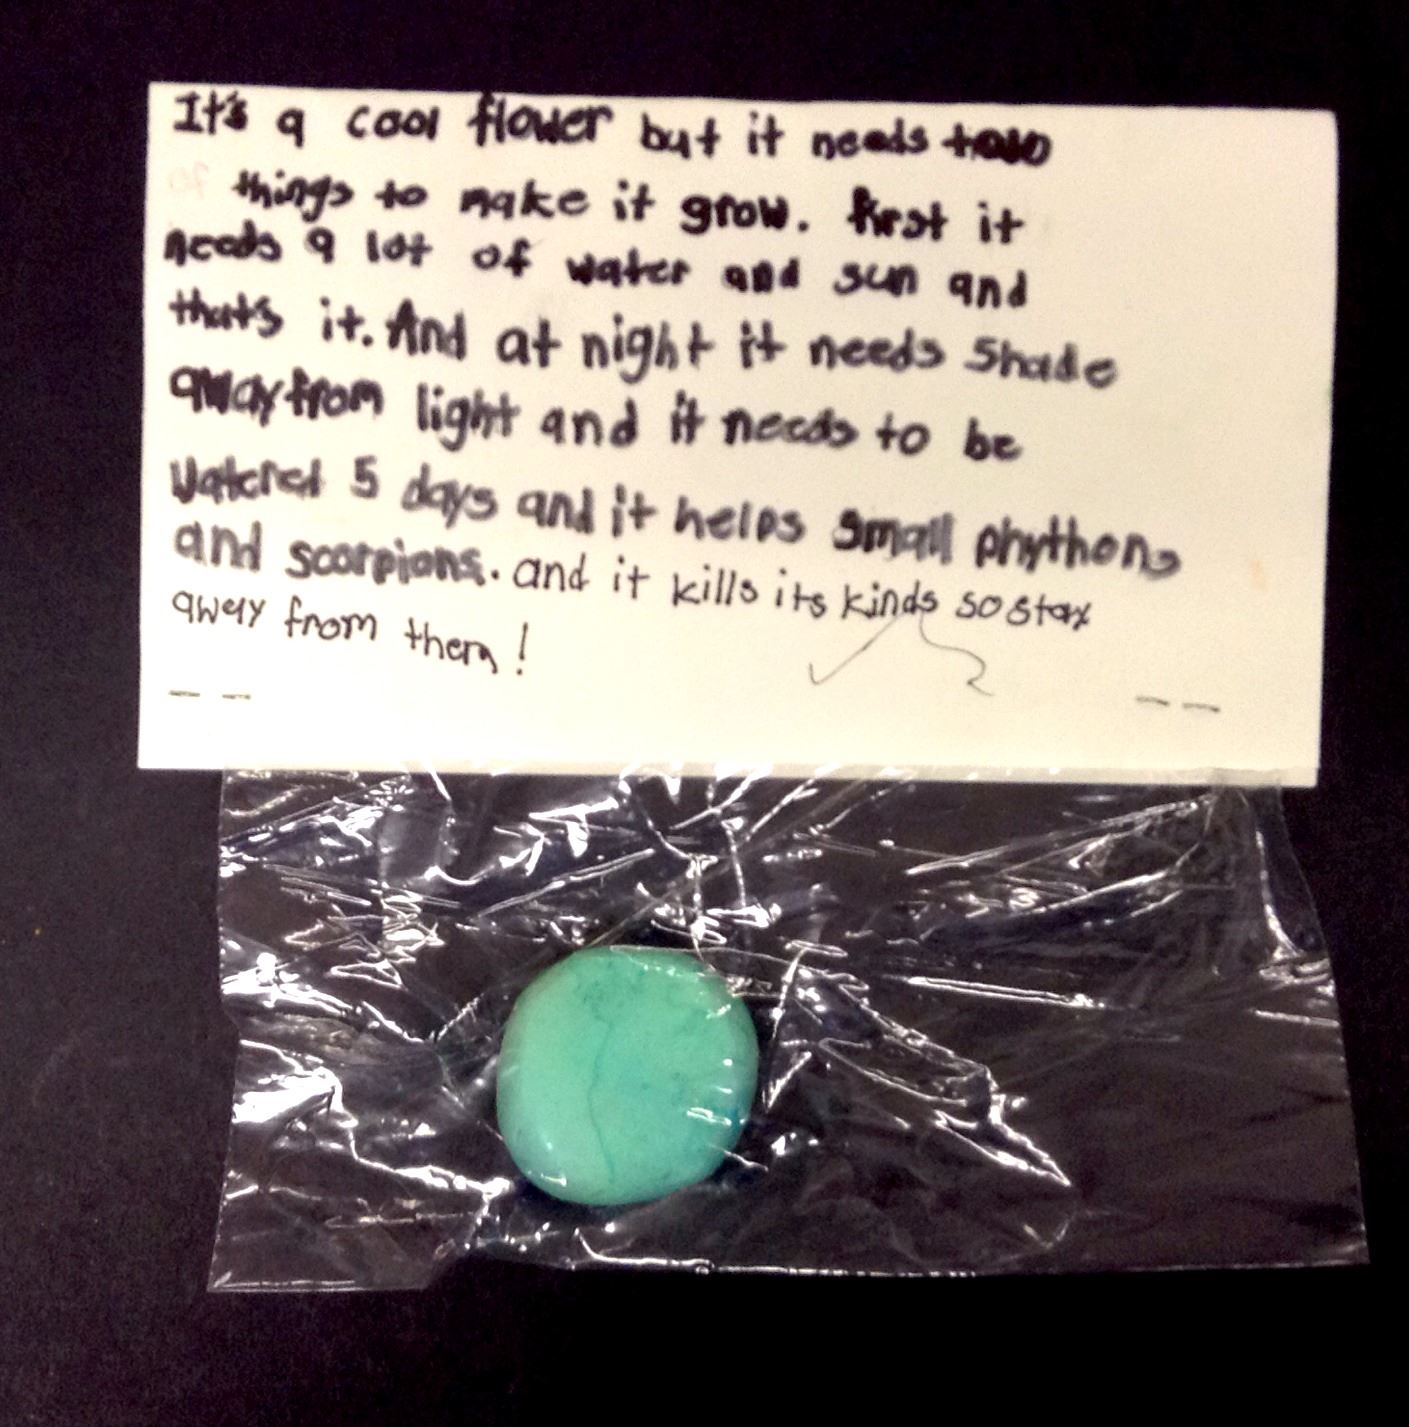 It's a cool flower but it needs two
of things to make it grow. first it
needs a lot of water and sun and
thats it. And at night it needs shade
away from light and it needs to be
watched 5 days and it helps small phythons
and scorpions. and it kills its kinds so stay
away from them!